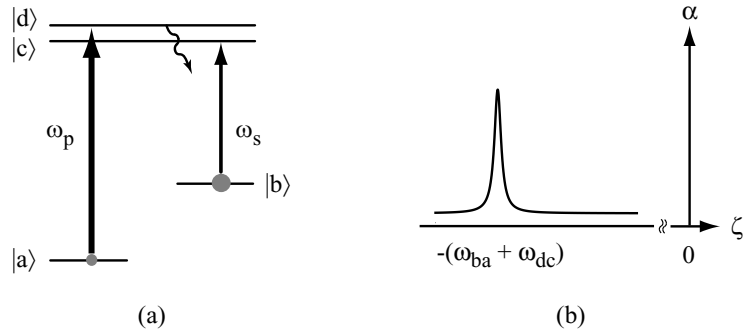 |d⟩
|c⟩
ω_p
ω_s
|b⟩
|a⟩
(a)
α
ζ
-(ω_ba + ω_dc)
0
(b)